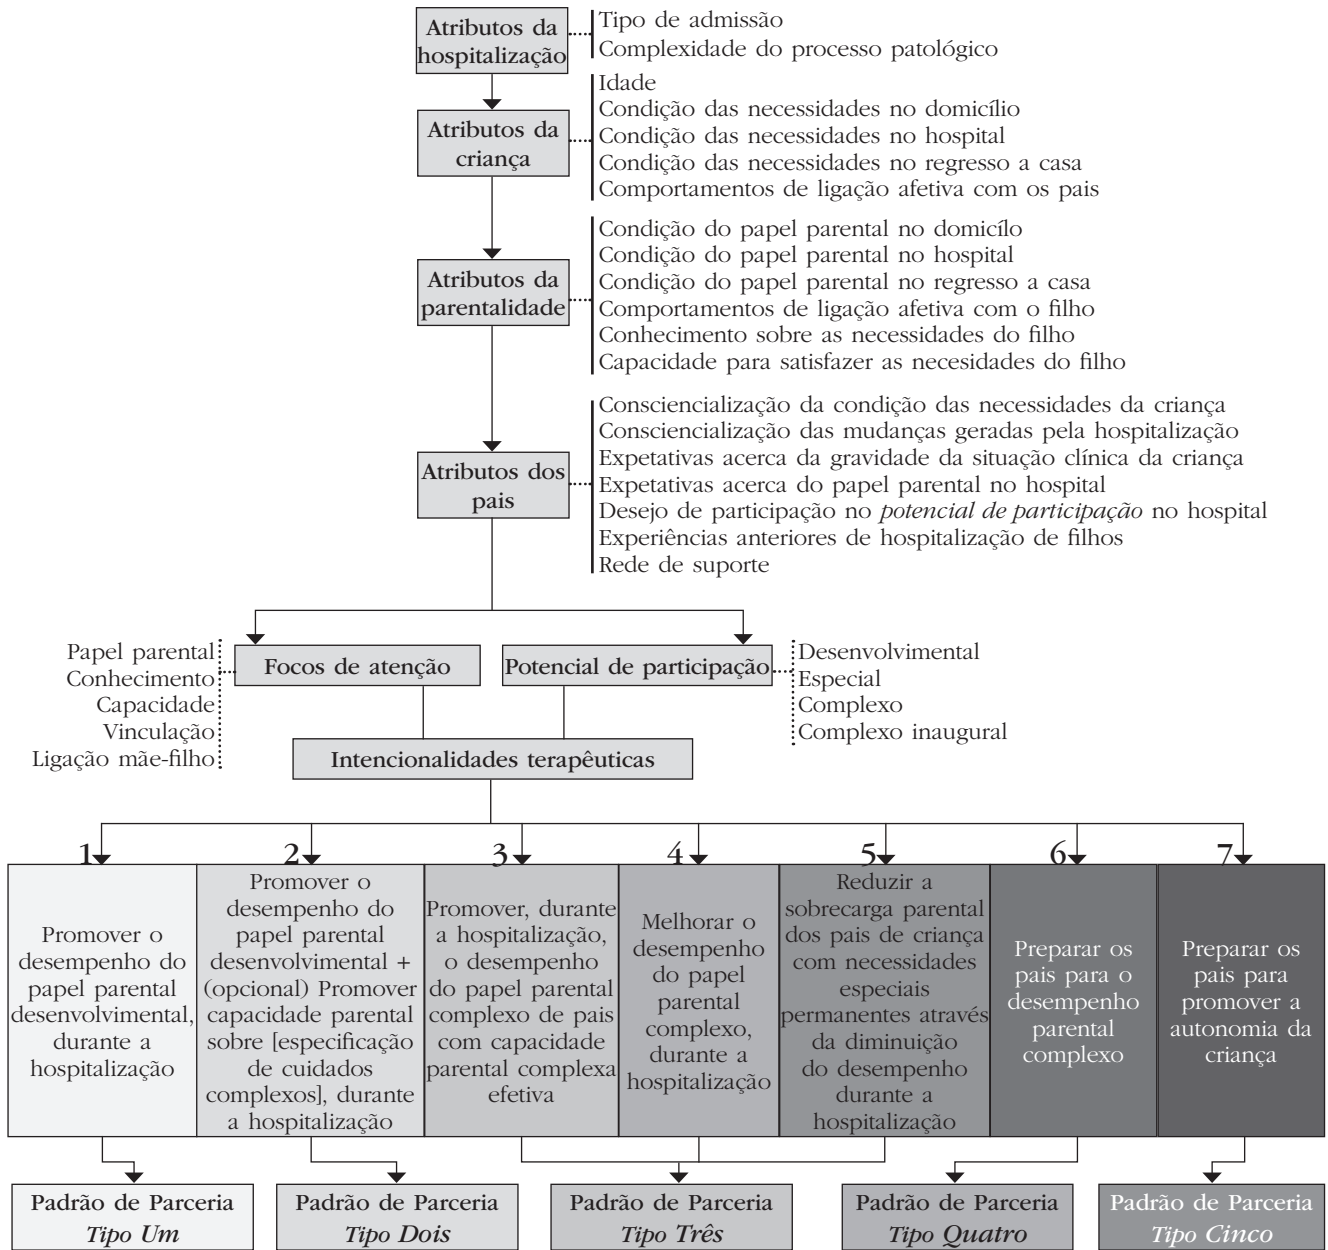 Atributos da
hospitalização
Tipo de admissão
Complexidade do processo patológico
Atributos da
criança
Idade
Condição das necessidades no domicílio
Condição das necessidades no hospital
Condição das necessidades no regresso a casa
Comportamentos de ligação afetiva com os pais
Atributos da
parentalidade
Condição do papel parental no domicílo
Condição do papel parental no hospital
Condição do papel parental no regresso a casa
Comportamentos de ligação afetiva com o filho
Conhecimento sobre as necessidades do filho
Capacidade para satisfazer as necesidades do filho
Atributos dos
pais
Consciencialização da condição das necessidades da criança
Consciencialização das mudanças geradas pela hospitalização
Expetativas acerca da gravidade da situação clínica da criança
Expetativas acerca do papel parental no hospital
Desejo de participação no potencial de participação no hospital
Experiências anteriores de hospitalização de filhos
Rede de suporte
Papel parental
Conhecimento
Capacidade
Vinculação
Ligação mãe-filho
Focos de atenção
Potencial de participação
Desenvolvimental
Especial
Complexo
Complexo inaugural
Intencionalidades terapêuticas
1
Promover o
desempenho do
papel parental
desenvolvimental,
durante a
hospitalização
2
Promover o
desempenho do
papel parental
desenvolvimental +
(opcional) Promover
capacidade parental
sobre [especificação
de cuidados
complexos], durante
a hospitalização
3
Promover, durante
a hospitalização,
o desempenho
do papel parental
complexo de pais
com capacidade
parental complexa
efetiva
4
Melhorar o
desempenho
do papel
parental
complexo,
durante a
hospitalização
5
Reduzir a
sobrecarga parental
dos pais de criança
com necessidades
especiais
permanentes através
da diminuição
do desempenho
durante a
hospitalização
6
Preparar os
pais para o
desempenho
parental
complexo
7
Preparar os
pais para
promover a
autonomia da
criança
Padrão de Parceria
Tipo Um
Padrão de Parceria
Tipo Dois
Padrão de Parceria
Tipo Três
Padrão de Parceria
Tipo Quatro
Padrão de Parceria
Tipo Cinco